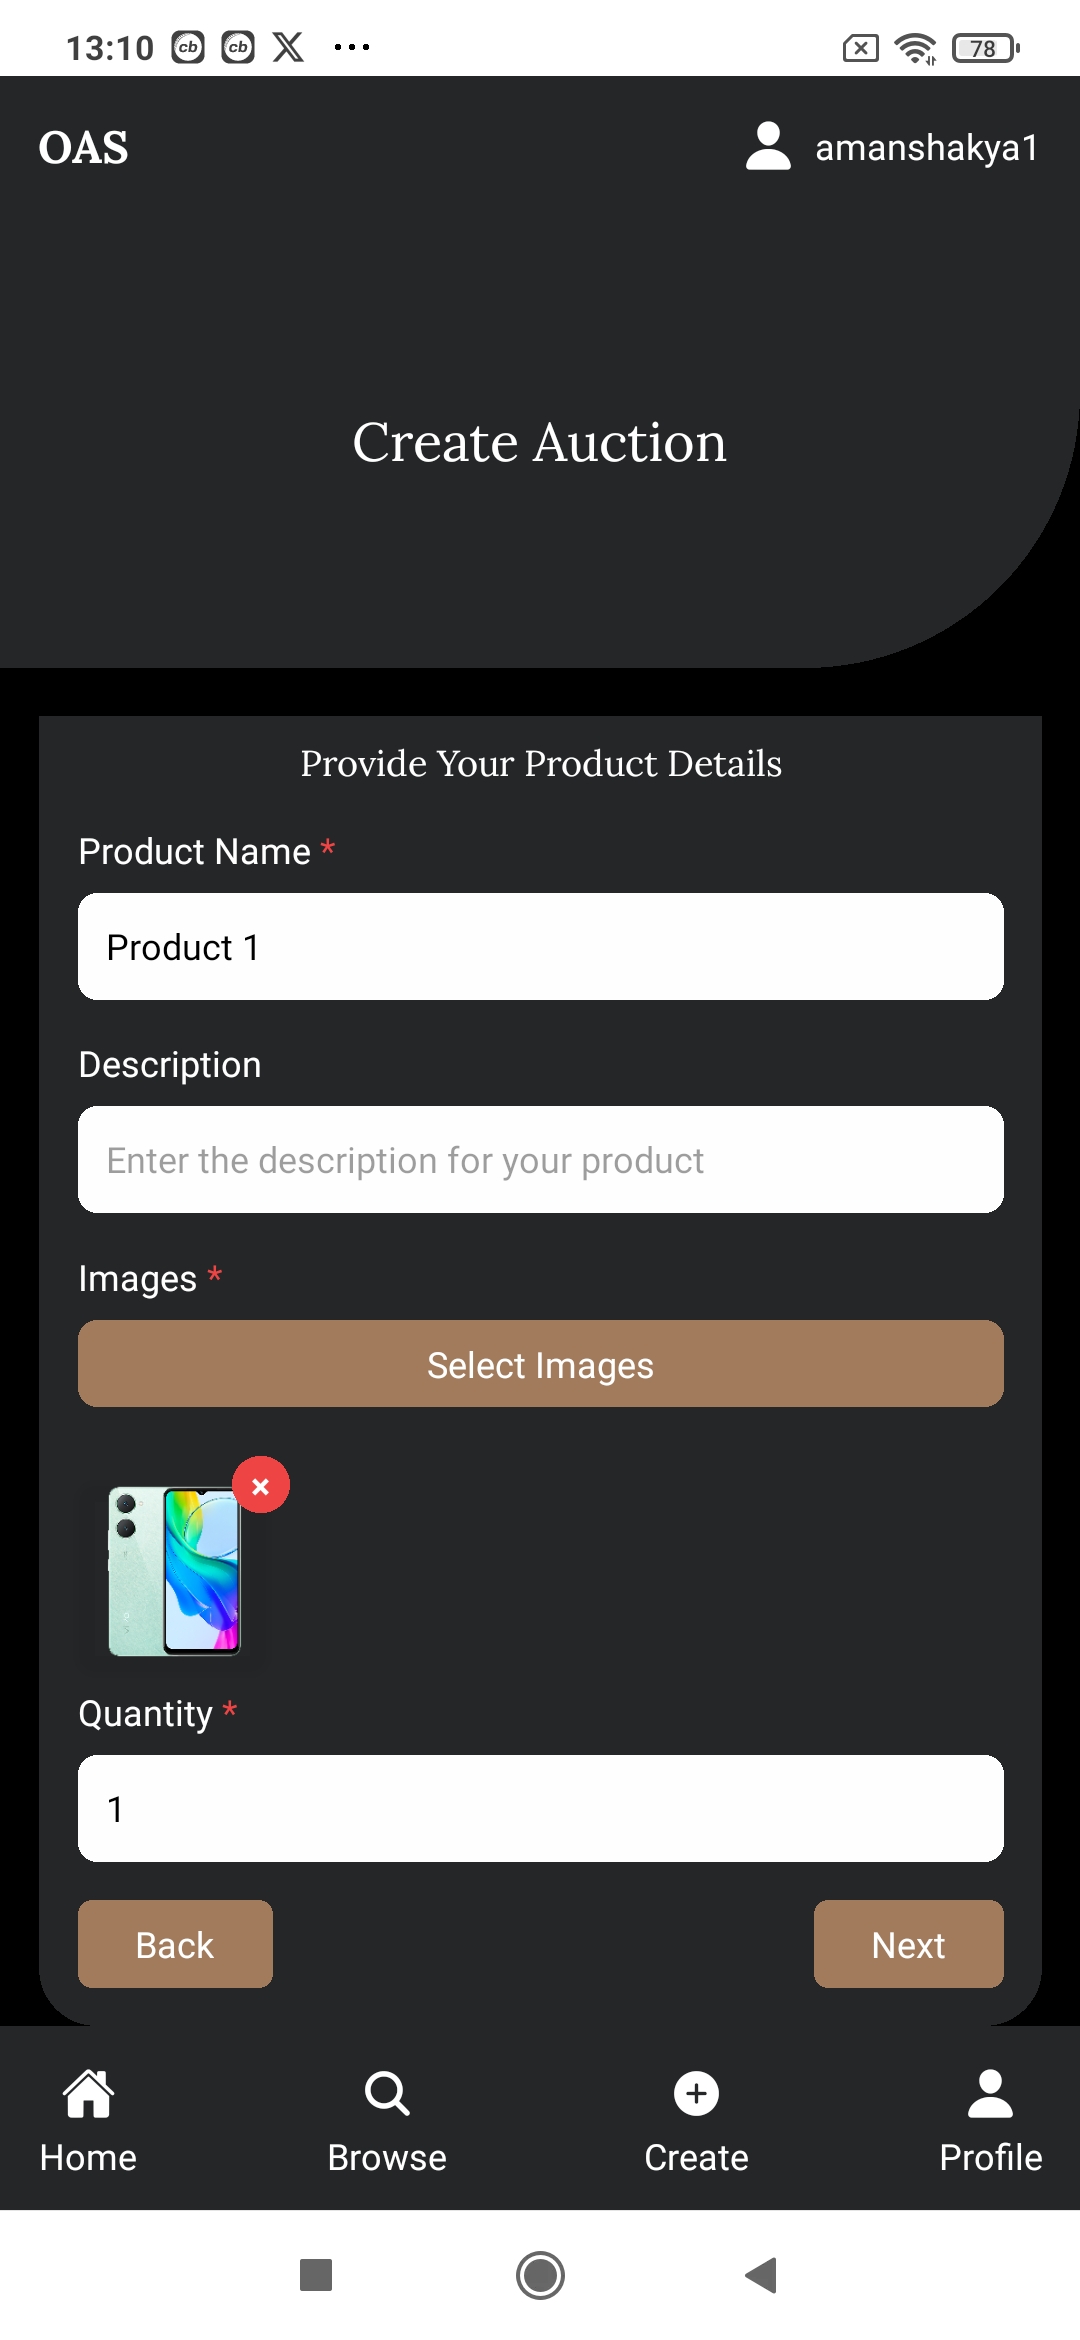 13:10 cb cb X ... 78
OAS amanshakya1
Create Auction
Provide Your Product Details
Product Name *
Product 1
Description
Enter the description for your product
Images *
Select Images
×
Quantity *
1
Back Next
Home Browse Create Profile